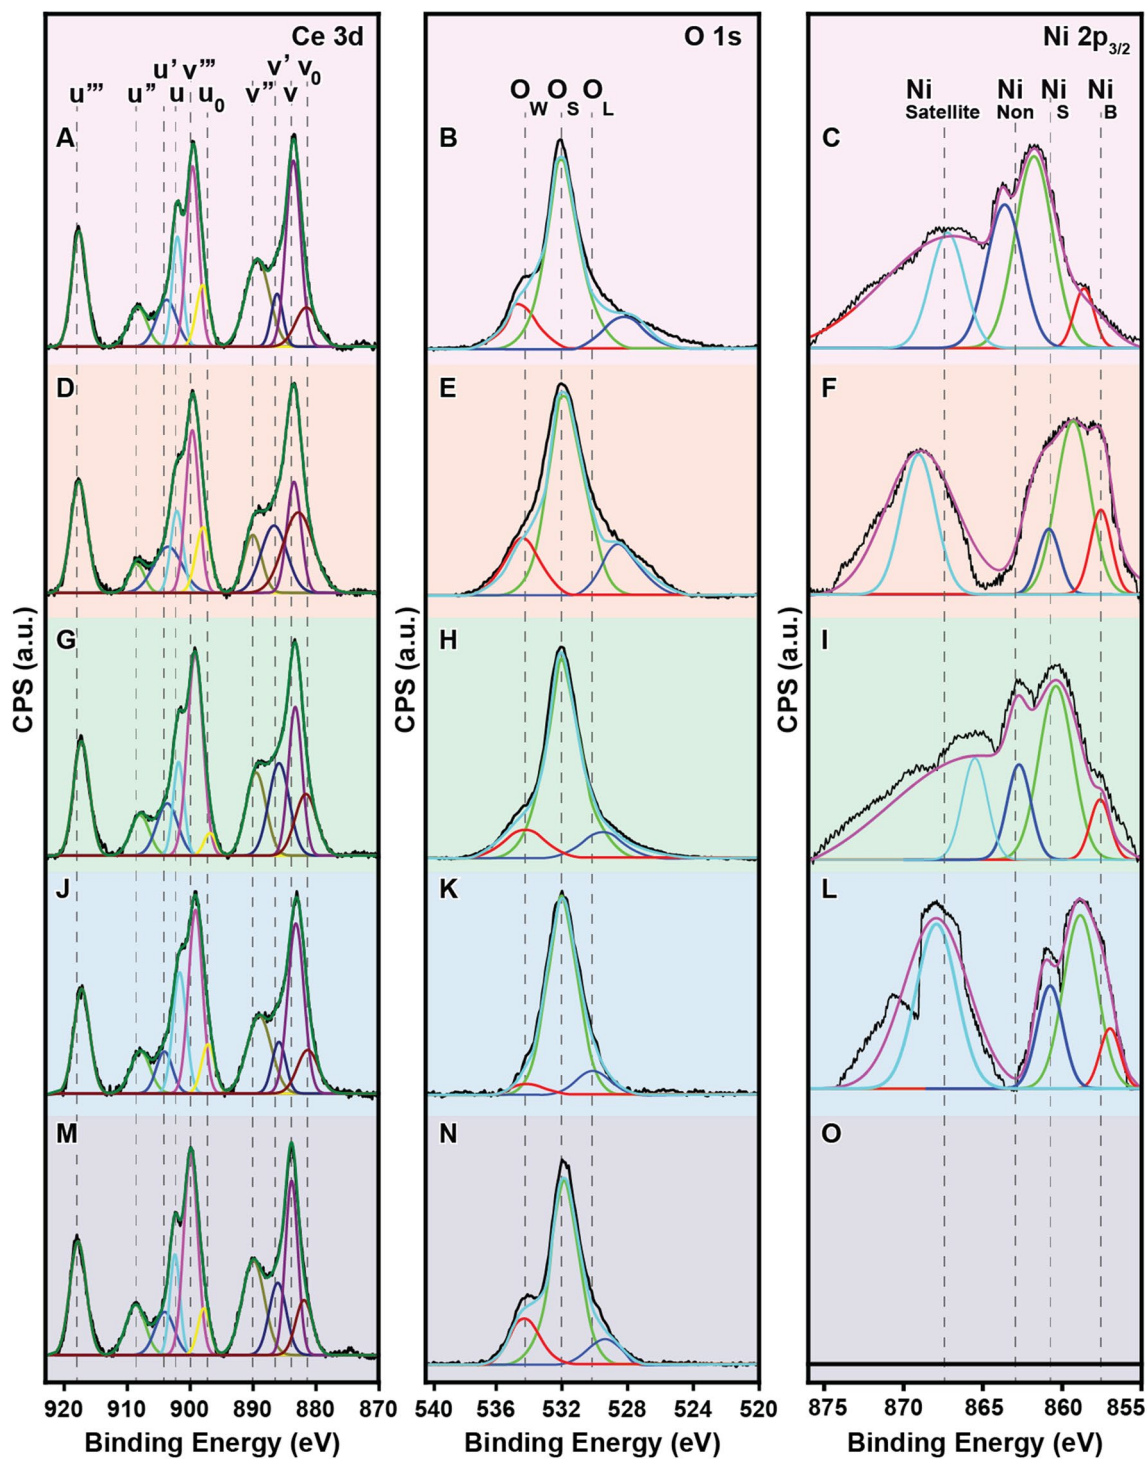 Ce 3d
O 1s
Ni 2p3/2
u' v''' v' v0
u''' u'' u u0 v'' v
OW OS OL
Ni Satellite Ni Non Ni S Ni B
A
B
C
D
E
F
G
H
I
J
K
L
M
N
O
CPS (a.u.)
CPS (a.u.)
CPS (a.u.)
920 910 900 890 880 870
540 536 532 528 524 520
875 870 865 860 855
Binding Energy (eV)
Binding Energy (eV)
Binding Energy (eV)